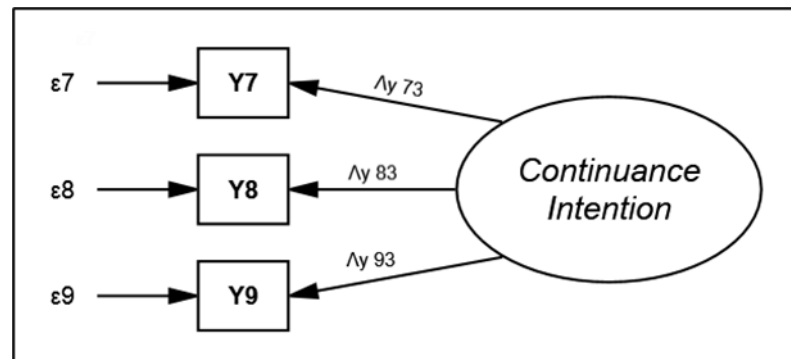 ε7
Y7
Λy 73
ε8
Y8
Λy 83
Continuance
Intention
ε9
Y9
Λy 93